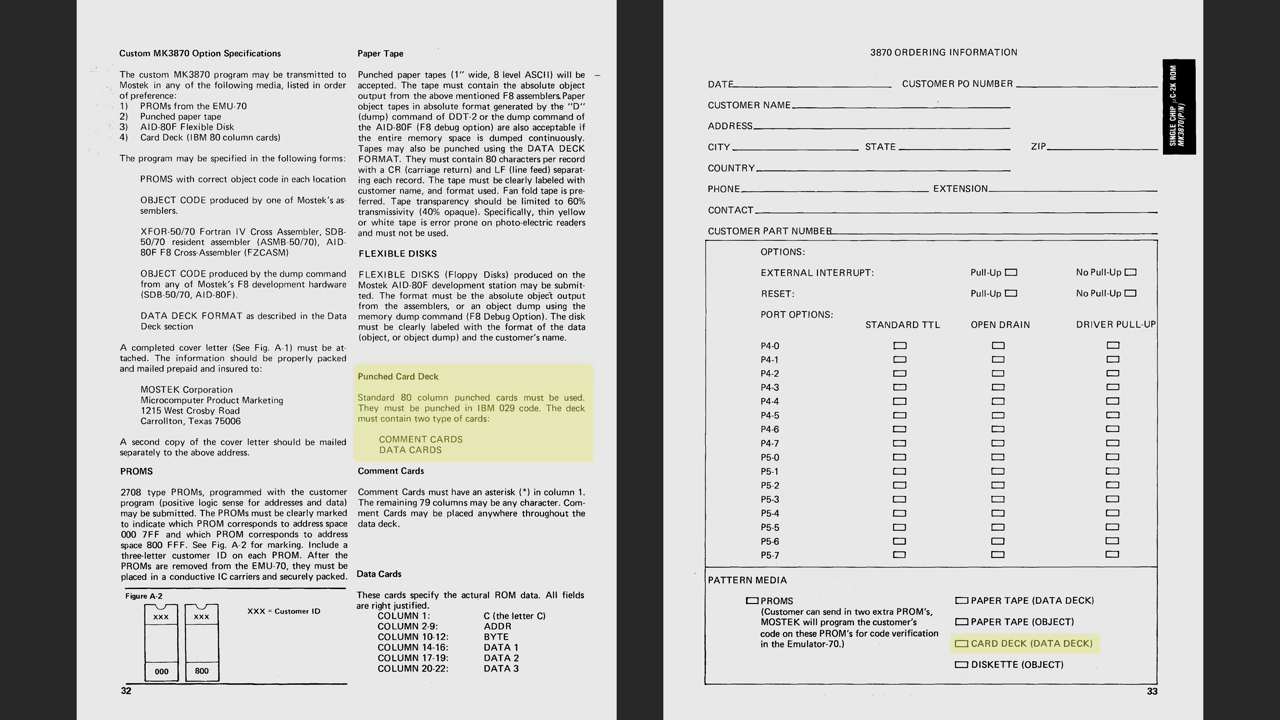 Custom MK3870 Option Specifications
The custom MK3870 program may be transmitted to
Mostek in any of the following media, listed in order
of preference:
1) PROMs from the EMU-70
2) Punched paper tape
3) AID-80F Flexible Disk
4) Card Deck (IBM 80 column cards)
The program may be specified in the following forms:
PROMS with correct object code in each location
OBJECT CODE produced by one of Mostek's as-
semblers.
XFOR-50/70 Fortran IV Cross Assembler, SDB-
50/70 resident assembler (ASMB-50/70), AID-
80F F8 Cross-Assembler (FZCASM)
OBJECT CODE produced by the dump command
from any of Mostek's F8 development hardware
(SDB-50/70, AID-80F).
DATA DECK FORMAT as described in the Data
Deck section
A completed cover letter (See Fig. A-1) must be at-
tached. The information should be properly packed
and mailed prepaid and insured to:
MOSTEK Corporation
Microcomputer Product Marketing
1215 West Crosby Road
Carrollton, Texas 75006
A second copy of the cover letter should be mailed
separately to the above address.
PROMS
2708 type PROMs, programmed with the customer
program (positive logic sense for addresses and data)
may be submitted. The PROMs must be clearly marked
to indicate which PROM corresponds to address space
000 7FF and which PROM corresponds to address
space 800 FFF. See Fig. A-2 for marking. Include a
three-letter customer ID on each PROM. After the
PROMs are removed from the EMU-70, they must be
placed in a conductive IC carriers and securely packed.
Figure A-2
XXX XXX XXX = Customer ID
000 800
32
Paper Tape
Punched paper tapes (1" wide, 8 level ASCII) will be
accepted. The tape must contain the absolute object
output from the above mentioned F8 assemblers.Paper
object tapes in absolute format generated by the "D"
(dump) command of DDT-2 or the dump command of
the AID-80F (F8 debug option) are also acceptable if
the entire memory space is dumped continuously.
Tapes may also be punched using the DATA DECK
FORMAT. They must contain 80 characters per record
with a CR (carriage return) and LF (line feed) separat-
ing each record. The tape must be clearly labeled with
customer name, and format used. Fan fold tape is pre-
ferred. Tape transparency should be limited to 60%
transmissivity (40% opaque). Specifically, thin yellow
or white tape is error prone on photo-electric readers
and must not be used.
FLEXIBLE DISKS
FLEXIBLE DISKS (Floppy Disks) produced on the
Mostek AID-80F development station may be submit-
ted. The format must be the absolute object output
from the assemblers, or an object dump using the
memory dump command (F8 Debug Option). The disk
must be clearly labeled with the format of the data
(object, or object dump) and the customer's name.
Punched Card Deck
Standard 80 column punched cards must be used.
They must be punched in IBM 029 code. The deck
must contain two type of cards:
COMMENT CARDS
DATA CARDS
Comment Cards
Comment Cards must have an asterisk (*) in column 1.
The remaining 79 columns may be any character. Com-
ment Cards may be placed anywhere throughout the
data deck.
Data Cards
These cards specify the actural ROM data. All fields
are right justified.
COLUMN 1: C (the letter C)
COLUMN 2-9: ADDR
COLUMN 10-12: BYTE
COLUMN 14-16: DATA 1
COLUMN 17-19: DATA 2
COLUMN 20-22: DATA 3
3870 ORDERING INFORMATION
DATE CUSTOMER PO NUMBER
CUSTOMER NAME
ADDRESS
CITY STATE ZIP
COUNTRY
PHONE EXTENSION
CONTACT
CUSTOMER PART NUMBER
OPTIONS:
EXTERNAL INTERRUPT: Pull-Up No Pull-Up
RESET: Pull-Up No Pull-Up
PORT OPTIONS:
STANDARD TTL OPEN DRAIN DRIVER PULL-UP
P4-0
P4-1
P4-2
P4-3
P4-4
P4-5
P4-6
P4-7
P5-0
P5-1
P5-2
P5-3
P5-4
P5-5
P5-6
P5-7
PATTERN MEDIA
PROMS
(Customer can send in two extra PROM's,
MOSTEK will program the customer's
code on these PROM's for code verification
in the Emulator-70.)
PAPER TAPE (DATA DECK)
PAPER TAPE (OBJECT)
CARD DECK (DATA DECK)
DISKETTE (OBJECT)
33
SINGLE CHIP μC-2K ROM
MK3870(P/N)